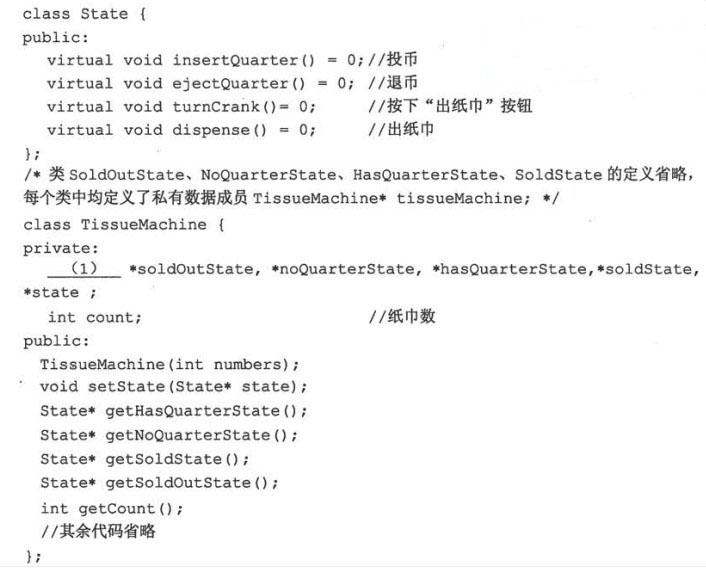 class State {
public:
virtual void insertQuarter() = 0;//投币
virtual void ejectQuarter() = 0; //退币
virtual void turnCrank()= 0; //按下“出纸巾”按钮
virtual void dispense() = 0; //出纸巾
};
/* 类 SoldOutState、NoQuarterState、HasQuarterState、SoldState 的定义省略,
每个类中均定义了私有数据成员 TissueMachine* tissueMachine; */
class TissueMachine {
private:
(1) *soldOutState, *noQuarterState, *hasQuarterState,*soldState,
*state ;
int count; //纸巾数
public:
TissueMachine(int numbers);
void setState(State* state);
State* getHasQuarterState();
State* getNoQuarterState();
State* getSoldState();
State* getSoldOutState();
int getCount();
//其余代码省略
};